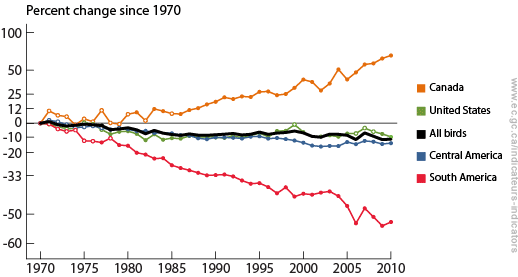 Percent change since 1970
100
50
25
12
0
-10
-20
-33
-50
-60
1970 1975 1980 1985 1990 1995 2000 2005 2010
Canada
United States
All birds
Central America
South America
www.ec.gc.ca/indicateurs-indicators